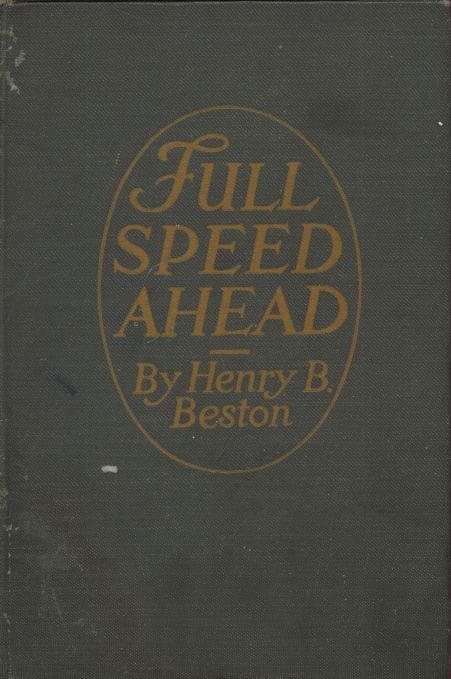 Full
SPEED
AHEAD
By Henry B.
Beston